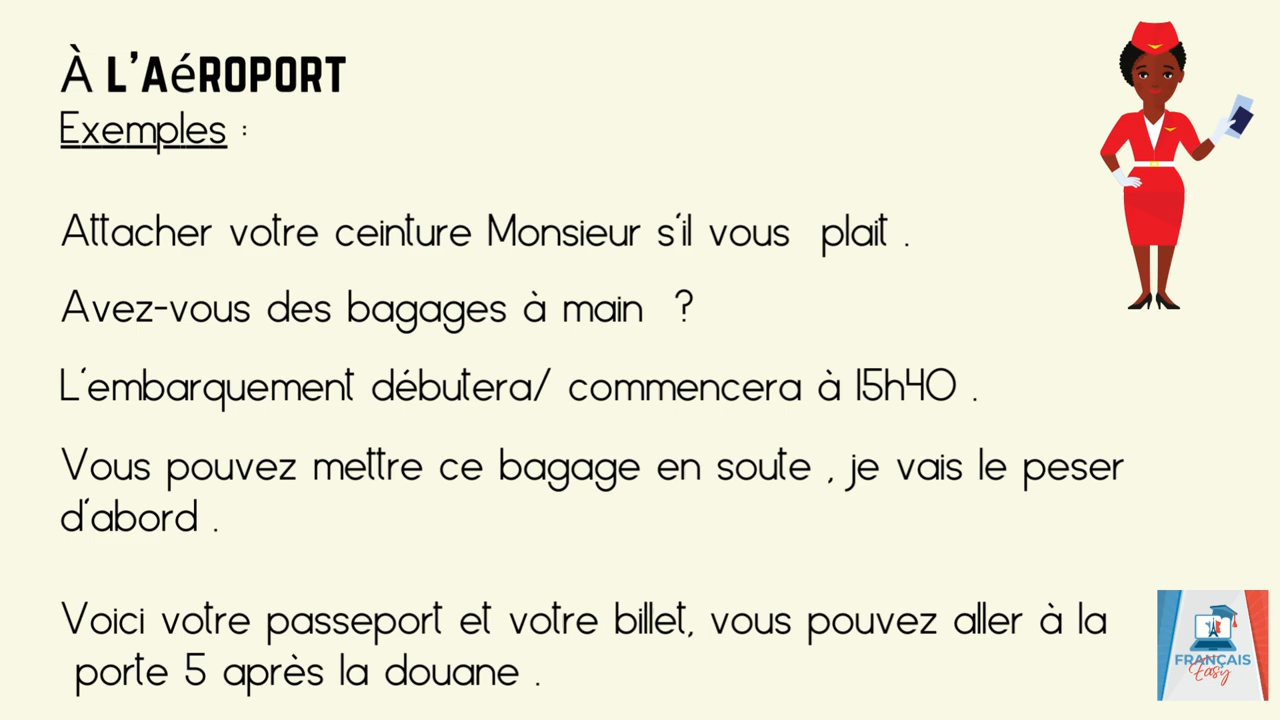 À L'AéROPORT
Exemples :
Attacher votre ceinture Monsieur s'il vous plait .
Avez-vous des bagages à main ?
L'embarquement débutera/ commencera à 15h40 .
Vous pouvez mettre ce bagage en soute , je vais le peser
d'abord .
Voici votre passeport et votre billet, vous pouvez aller à la
porte 5 après la douane .
FRANÇAIS
Easy